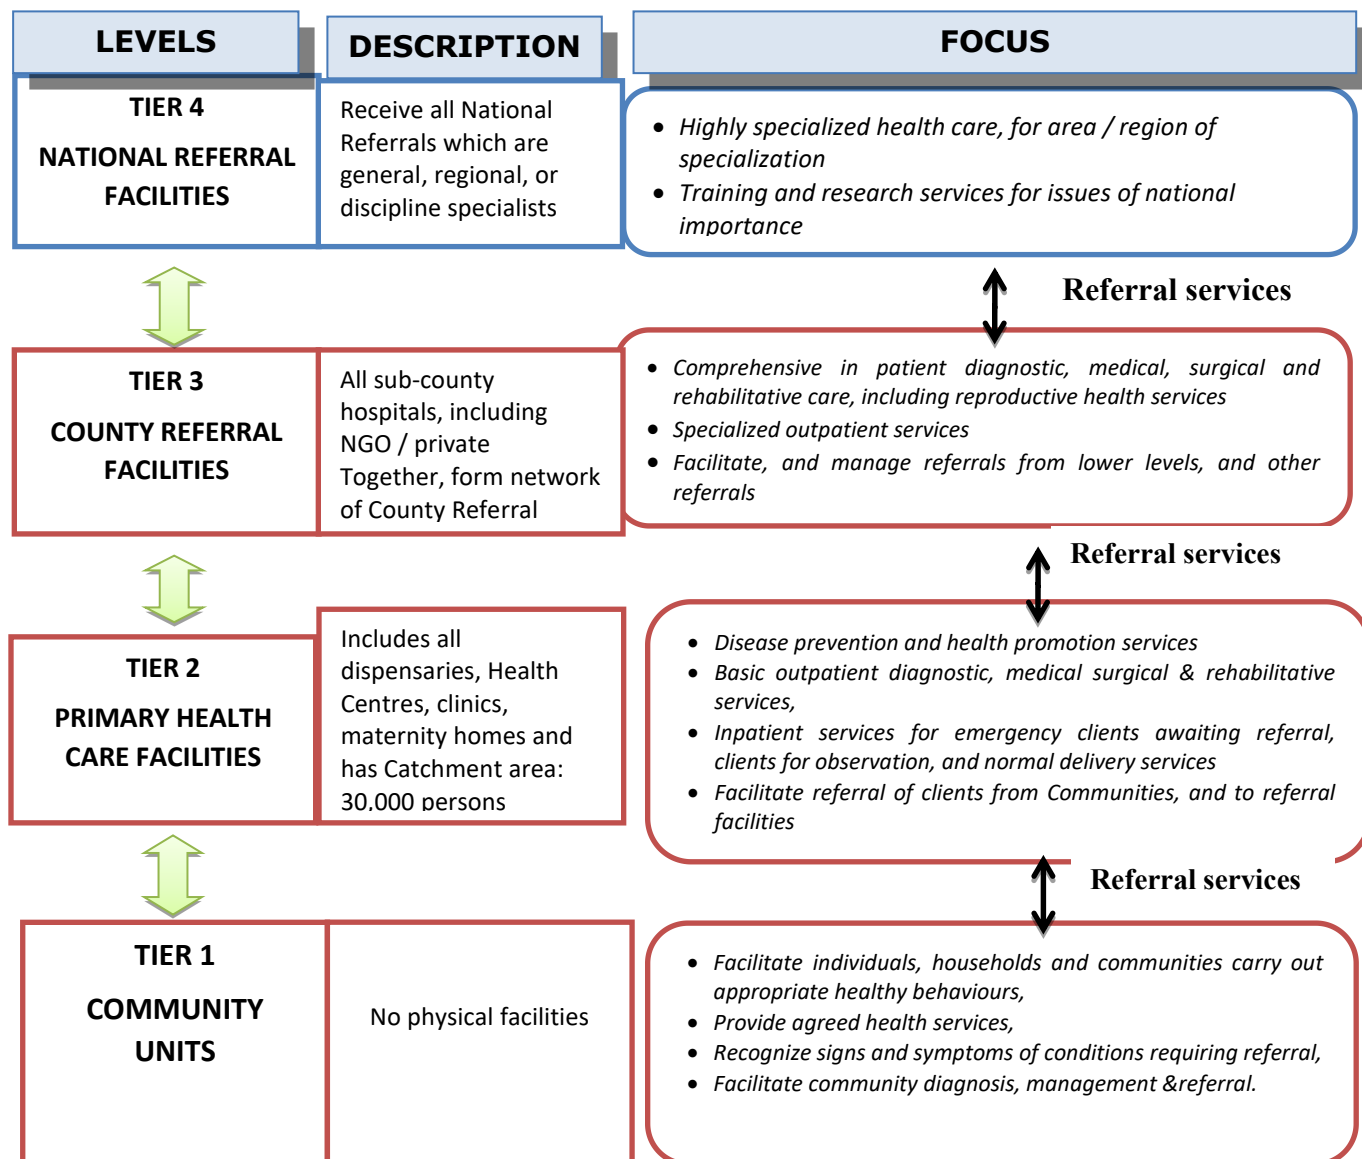 LEVELS
DESCRIPTION
FOCUS
TIER 4
NATIONAL REFERRAL
FACILITIES
Receive all National
Referrals which are
general, regional, or
discipline specialists
• Highly specialized health care, for area / region of
specialization
• Training and research services for issues of national
importance
Referral services
TIER 3
COUNTY REFERRAL
FACILITIES
All sub-county
hospitals, including
NGO / private
Together, form network
of County Referral
• Comprehensive in patient diagnostic, medical, surgical and
rehabilitative care, including reproductive health services
• Specialized outpatient services
• Facilitate, and manage referrals from lower levels, and other
referrals
Referral services
TIER 2
PRIMARY HEALTH
CARE FACILITIES
Includes all
dispensaries, Health
Centres, clinics,
maternity homes and
has Catchment area:
30,000 persons
• Disease prevention and health promotion services
• Basic outpatient diagnostic, medical surgical & rehabilitative
services,
• Inpatient services for emergency clients awaiting referral,
clients for observation, and normal delivery services
• Facilitate referral of clients from Communities, and to referral
facilities
Referral services
TIER 1
COMMUNITY
UNITS
No physical facilities
• Facilitate individuals, households and communities carry out
appropriate healthy behaviours,
• Provide agreed health services,
• Recognize signs and symptoms of conditions requiring referral,
• Facilitate community diagnosis, management &referral.